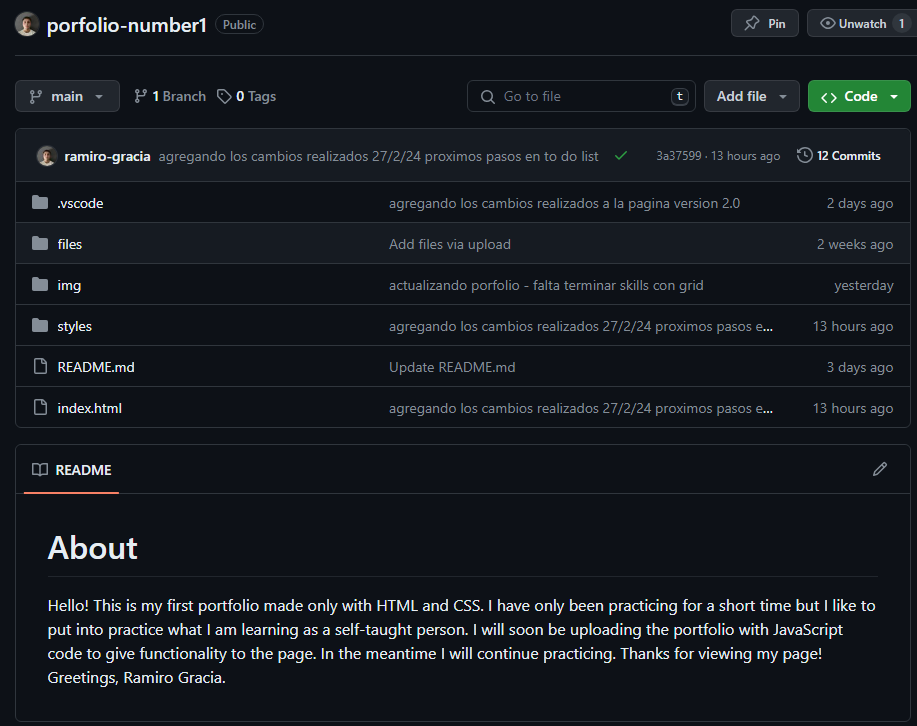 porfolio-number1 Public Pin Unwatch 1
main 1 Branch 0 Tags Go to file t Add file Code
ramiro-gracia agregando los cambios realizados 27/2/24 proximos pasos en to do list 3a37599 · 13 hours ago 12 Commits
.vscode agregando los cambios realizados a la pagina version 2.0 2 days ago
files Add files via upload 2 weeks ago
img actualizando porfolio - falta terminar skills con grid yesterday
styles agregando los cambios realizados 27/2/24 proximos pasos e... 13 hours ago
README.md Update README.md 3 days ago
index.html agregando los cambios realizados 27/2/24 proximos pasos e... 13 hours ago
README
About
Hello! This is my first portfolio made only with HTML and CSS. I have only been practicing for a short time but I like to
put into practice what I am learning as a self-taught person. I will soon be uploading the portfolio with JavaScript
code to give functionality to the page. In the meantime I will continue practicing. Thanks for viewing my page!
Greetings, Ramiro Gracia.